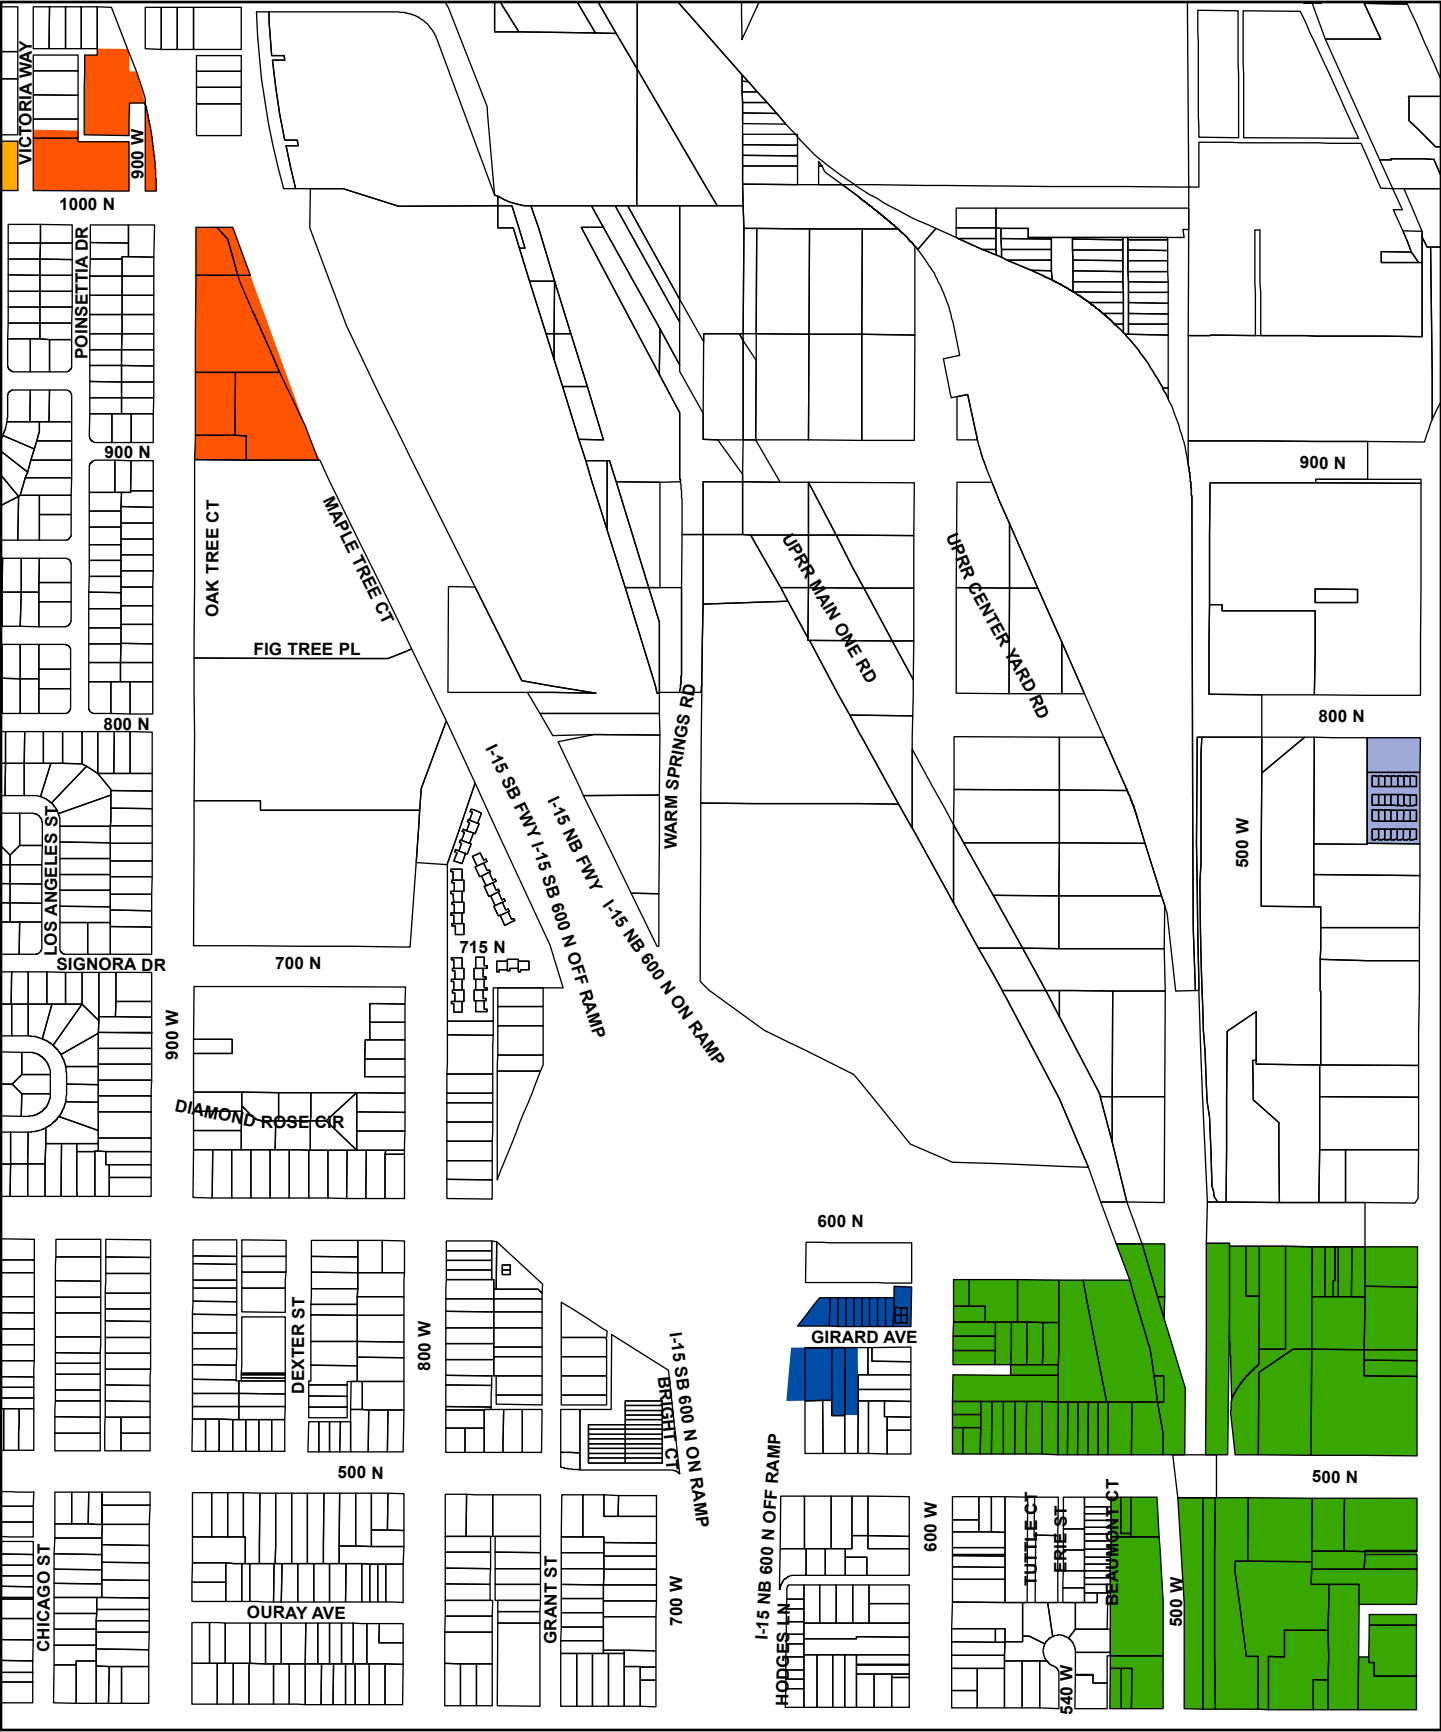 VICTORIA WAY
900 W
1000 N
POINSETTIA DR
900 N
900 N
OAK TREE CT
MAPLE TREE CT
UPRR MAIN ONE RD
UPRR CENTER YARD RD
FIG TREE PL
WARM SPRINGS RD
800 N
800 N
I-15 SB FWY
I-15 NB FWY
LOS ANGELES ST
500 W
I-15 SB 600 N OFF RAMP
I-15 NB 600 N ON RAMP
715 N
SIGNORA DR
700 N
900 W
DIAMOND ROSE CIR
600 N
GIRARD AVE
DEXTER ST
800 W
I-15 SB 600 N ON RAMP
BRIGHT CT
500 N
500 N
I-15 NB 600 N OFF RAMP
600 W
TUTTLE CT
ERIE ST
BEAUMONT CT
CHICAGO ST
OURAY AVE
GRANT ST
700 W
HODGES LN
500 W
540 W